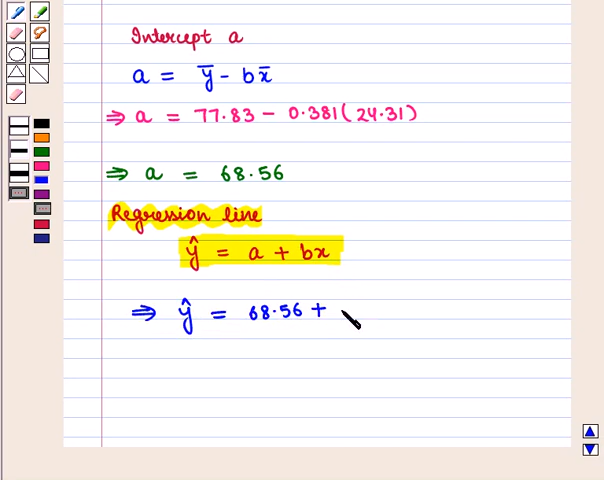 Intercept a
a = y̅ - bx̅
⇒ a = 77.83 - 0.381(24.31)
⇒ a = 68.56
Regression line
ŷ = a + bx
⇒ ŷ = 68.56 +